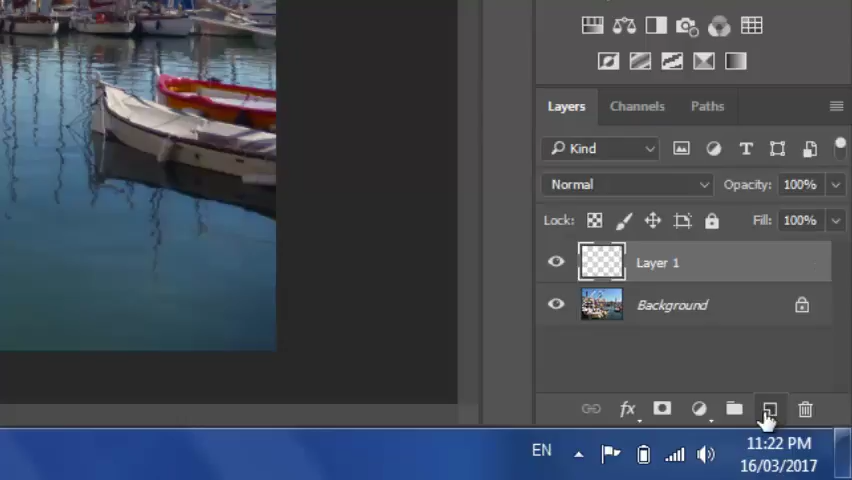 Layers Channels Paths
Kind T
Normal Opacity: 100%
Lock: Fill: 100%
Layer 1
Background
fx
EN 11:22 PM
16/03/2017